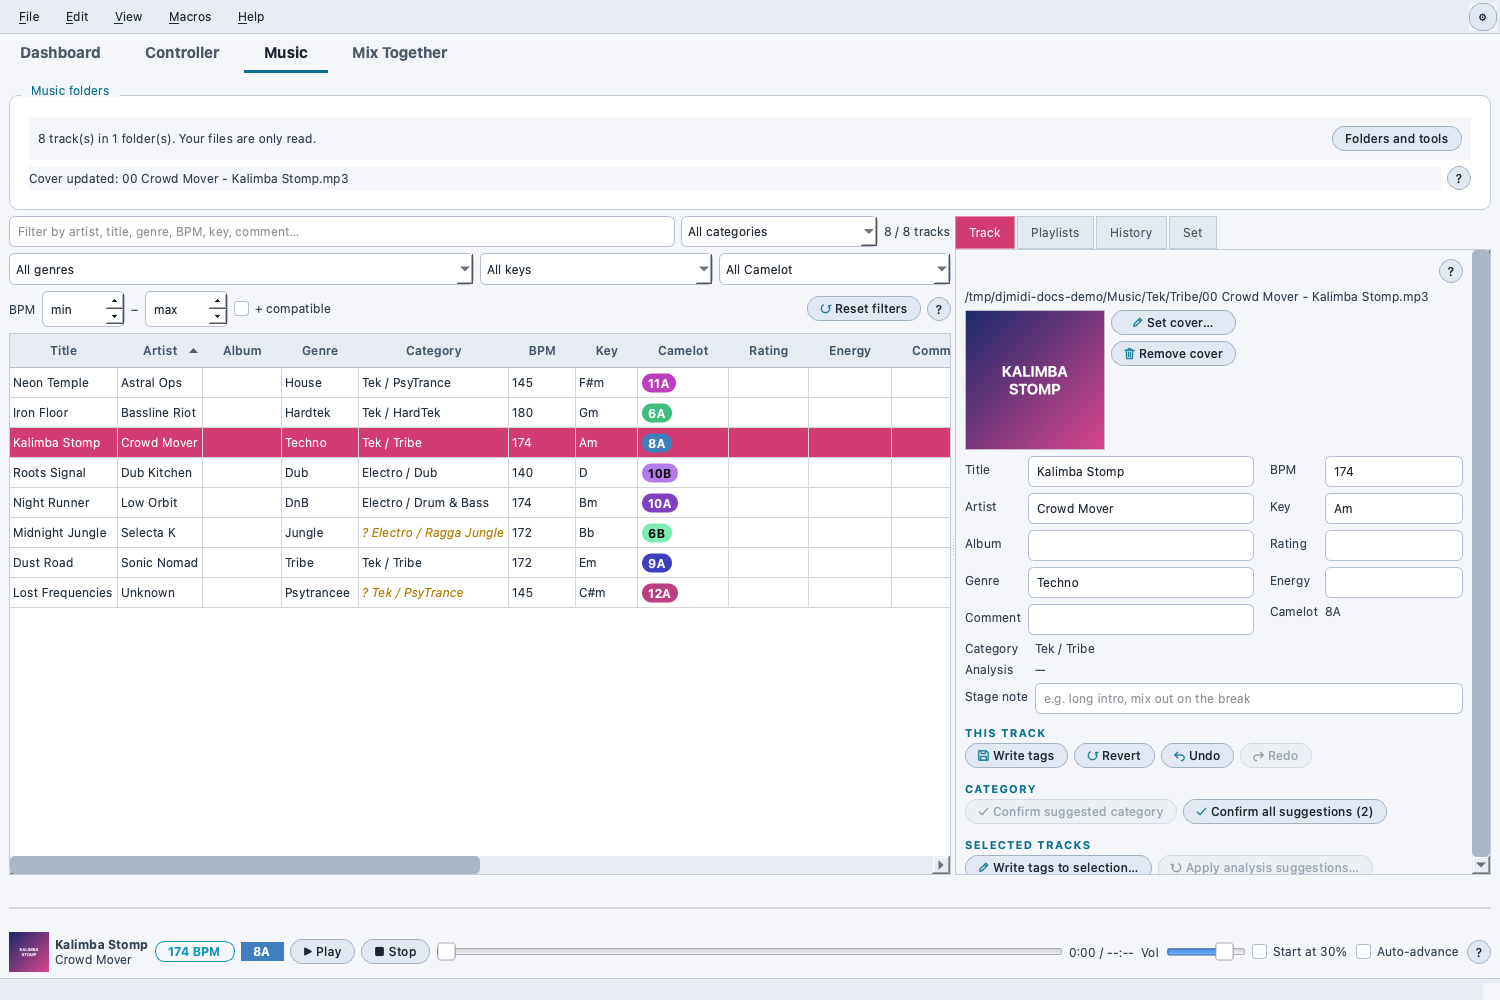 File Edit View Macros Help
Dashboard Controller Music Mix Together
Music folders
8 track(s) in 1 folder(s). Your files are only read.
Folders and tools
Cover updated: 00 Crowd Mover - Kalimba Stomp.mp3
?
Filter by artist, title, genre, BPM, key, comment...
All categories
8 / 8 tracks
All genres
All keys
All Camelot
BPM min – max + compatible
Reset filters
?
Title Artist Album Genre Category BPM Key Camelot Rating Energy Comm
Neon Temple Astral Ops House Tek / PsyTrance 145 F#m 11A
Iron Floor Bassline Riot Hardtek Tek / HardTek 180 Gm 6A
Kalimba Stomp Crowd Mover Techno Tek / Tribe 174 Am 8A
Roots Signal Dub Kitchen Dub Electro / Dub 140 D 10B
Night Runner Low Orbit DnB Electro / Drum & Bass 174 Bm 10A
Midnight Jungle Selecta K Jungle ? Electro / Ragga Jungle 172 Bb 6B
Dust Road Sonic Nomad Tribe Tek / Tribe 172 Em 9A
Lost Frequencies Unknown Psytrancee ? Tek / PsyTrance 145 C#m 12A
Track Playlists History Set
?
/tmp/djmidi-docs-demo/Music/Tek/Tribe/00 Crowd Mover - Kalimba Stomp.mp3
KALIMBA
STOMP
Set cover...
Remove cover
Title Kalimba Stomp BPM 174
Artist Crowd Mover Key Am
Album Rating
Genre Techno Energy
Comment Camelot 8A
Category Tek / Tribe
Analysis —
Stage note e.g. long intro, mix out on the break
THIS TRACK
Write tags Revert Undo Redo
CATEGORY
Confirm suggested category Confirm all suggestions (2)
SELECTED TRACKS
Write tags to selection... Apply analysis suggestions...
KALIMBA
STOMP
Kalimba Stomp
Crowd Mover
174 BPM 8A Play Stop 0:00 / --:-- Vol Start at 30% Auto-advance ?